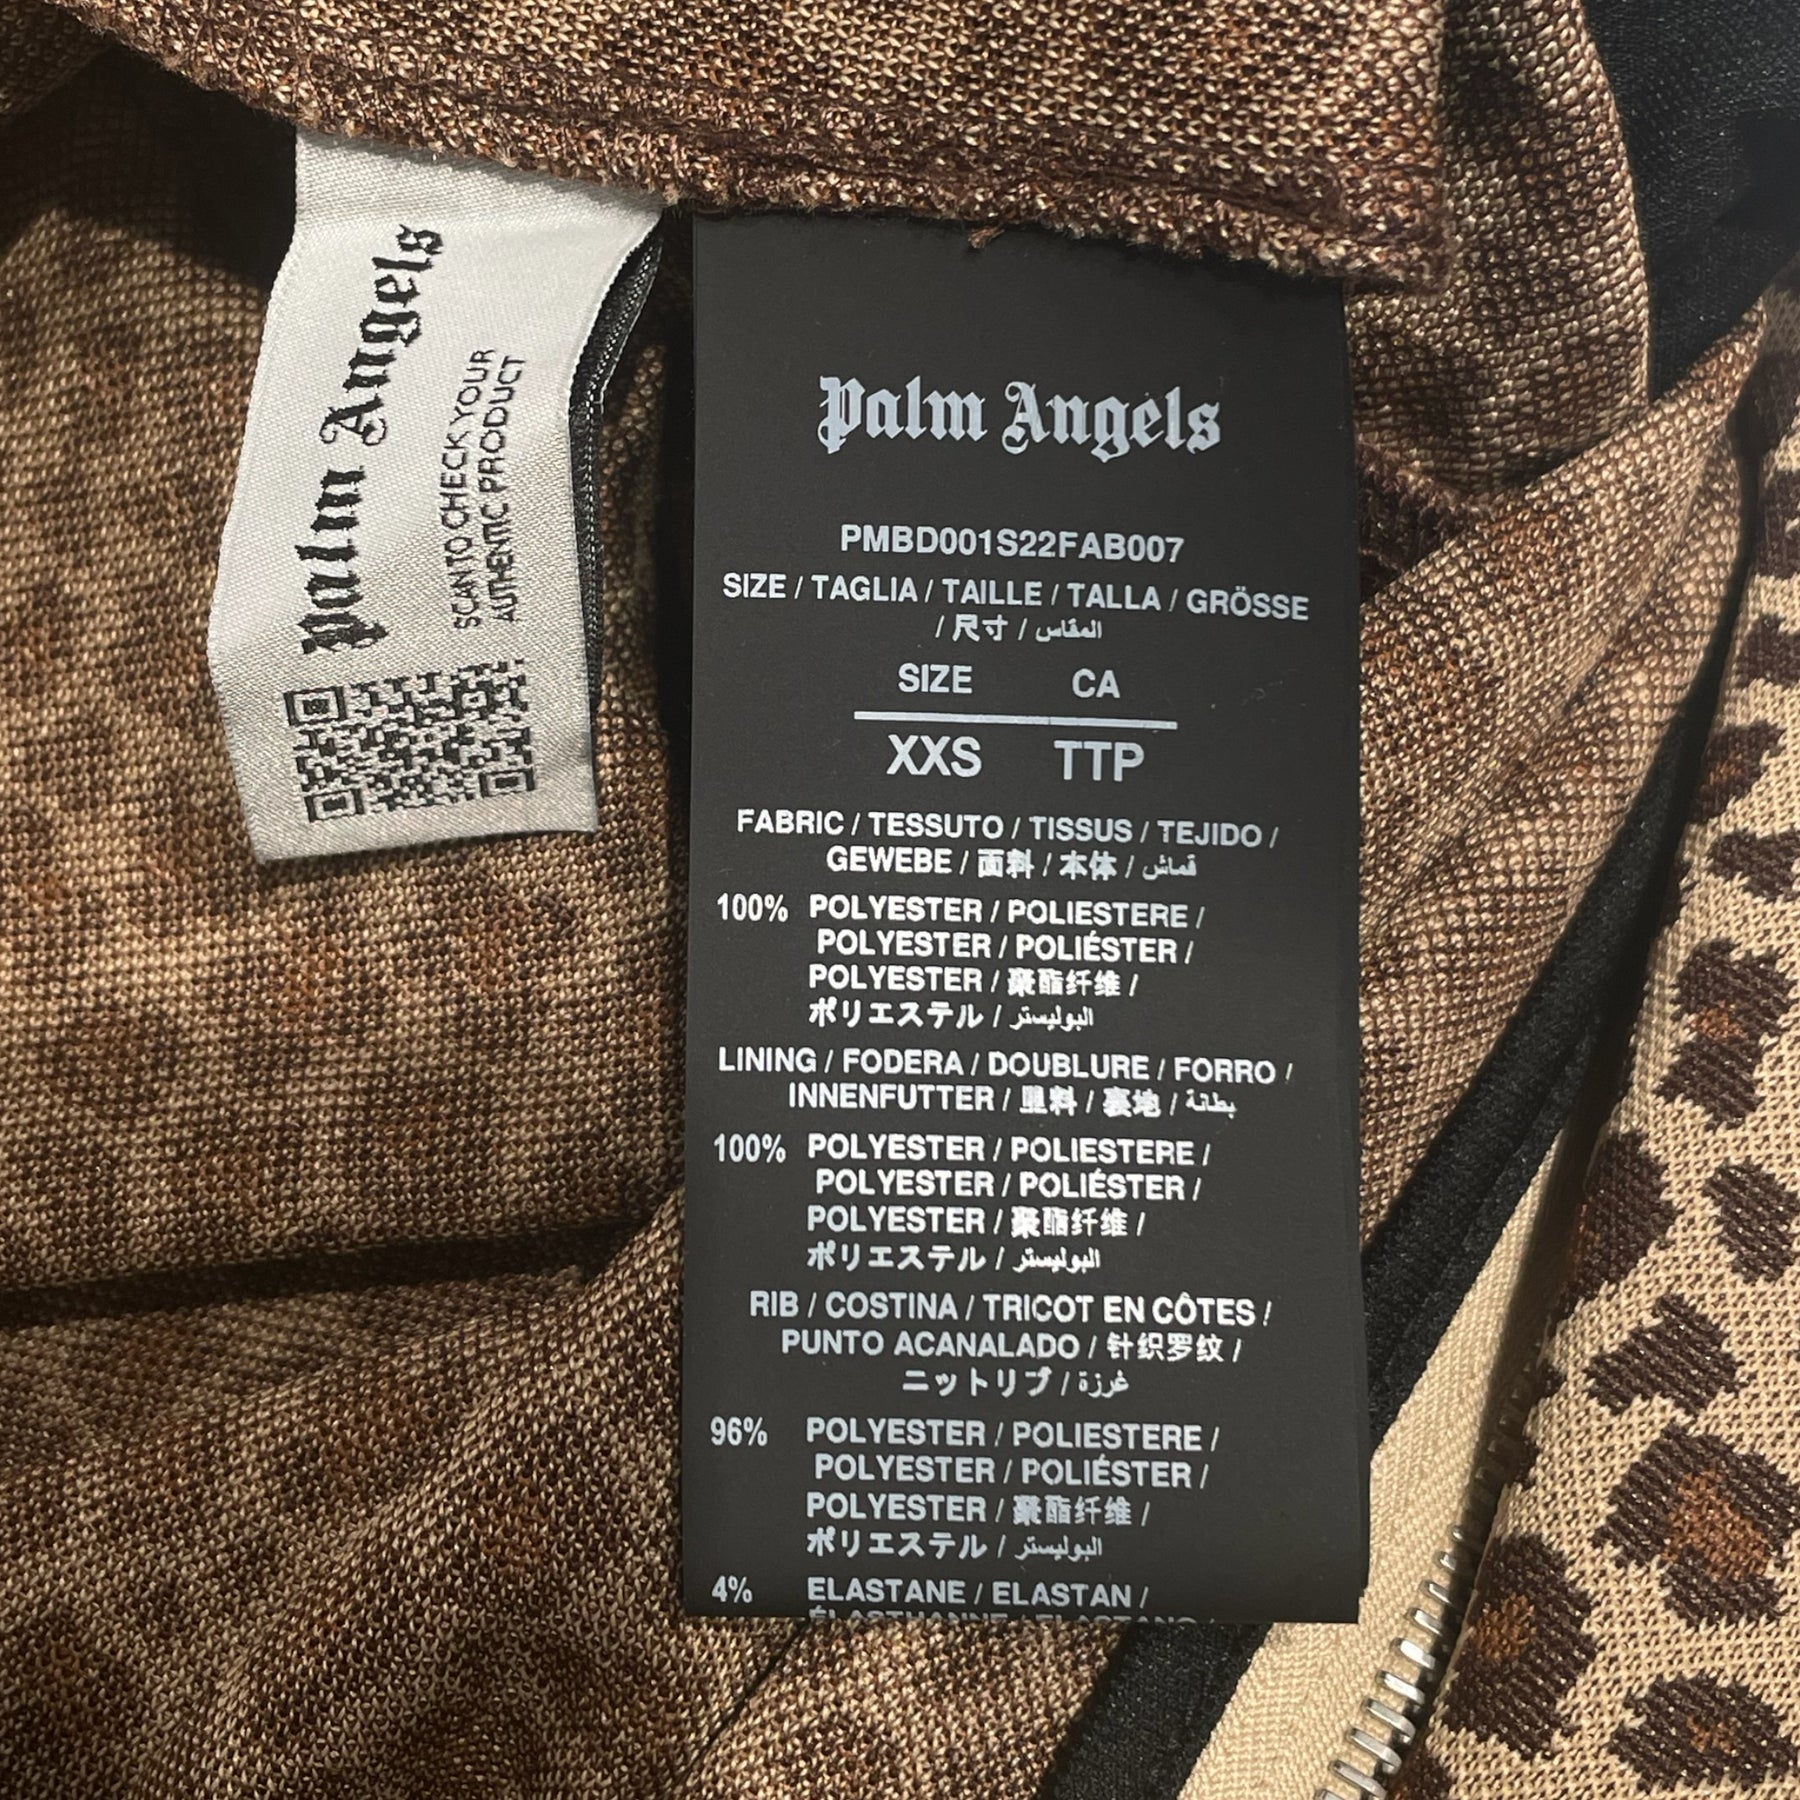 Palm Angels
SCAN TO CHECK YOUR
AUTHENTIC PRODUCT
Palm Angels
PMBD001S22FAB007
SIZE / TAGLIA / TAILLE / TALLA / GRÖSSE
/ 尺寸 / المقاس
SIZE CA
XXS TTP
FABRIC / TESSUTO / TISSUS / TEJIDO /
GEWEBE / 面料 / 本体 / قماش
100% POLYESTER / POLIESTERE /
POLYESTER / POLIÉSTER /
POLYESTER / 聚酯纤维 /
ポリエステル / البوليستر
LINING / FODERA / DOUBLURE / FORRO /
INNENFUTTER / 里料 / 裏地 / بطانة
100% POLYESTER / POLIESTERE /
POLYESTER / POLIÉSTER /
POLYESTER / 聚酯纤维 /
ポリエステル / البوليستر
RIB / COSTINA / TRICOT EN CÔTES /
PUNTO ACANALADO / 针织罗纹 /
ニットリブ / غرزة
96% POLYESTER / POLIESTERE /
POLYESTER / POLIÉSTER /
POLYESTER / 聚酯纤维 /
ポリエステル / البوليستر
4% ELASTANE / ELASTAN /
ÉLASTHANNE / ELASTANO /